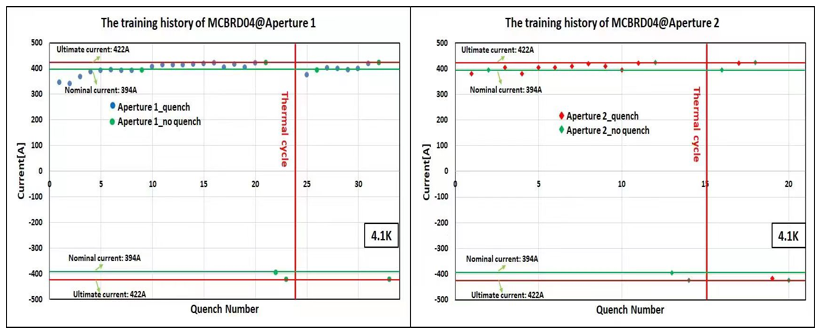 The training history of MCBRD04@Aperture 1
500
400
300
200
100
0
-100
-200
-300
-400
-500
Current[A]
0
5
10
15
20
25
30
Ultimate current: 422A
Nominal current: 394A
Aperture 1_quench
Aperture 1_no quench
Thermal cycle
4.1K
Nominal current: 394A
Ultimate current: 422A
Quench Number
The training history of MCBRD04@Aperture 2
500
400
300
200
100
0
-100
-200
-300
-400
-500
Current[A]
0
5
10
15
20
Ultimate current: 422A
Nominal current: 394A
Aperture 2_quench
Aperture 2_no quench
Thermal cycle
4.1K
Nominal current: 394A
Ultimate current: 422A
Quench Number